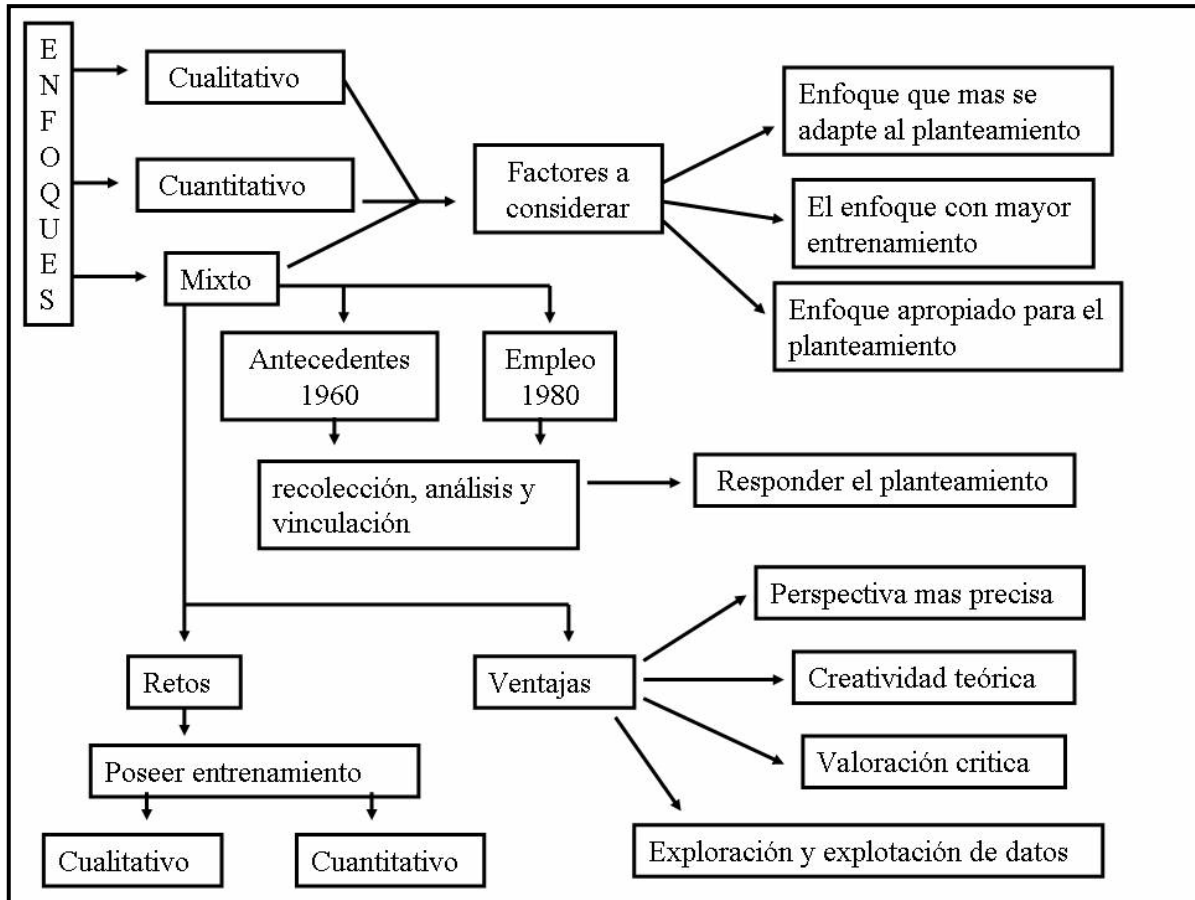 ENFOQUES
Cualitativo
Cuantitativo
Mixto
Factores a
considerar
Enfoque que mas se
adapte al planteamiento
El enfoque con mayor
entrenamiento
Enfoque apropiado para el
planteamiento
Antecedentes
1960
Empleo
1980
recolección, análisis y
vinculación
Responder el planteamiento
Retos
Ventajas
Perspectiva mas precisa
Creatividad teórica
Valoración critica
Exploración y explotación de datos
Poseer entrenamiento
Cualitativo
Cuantitativo